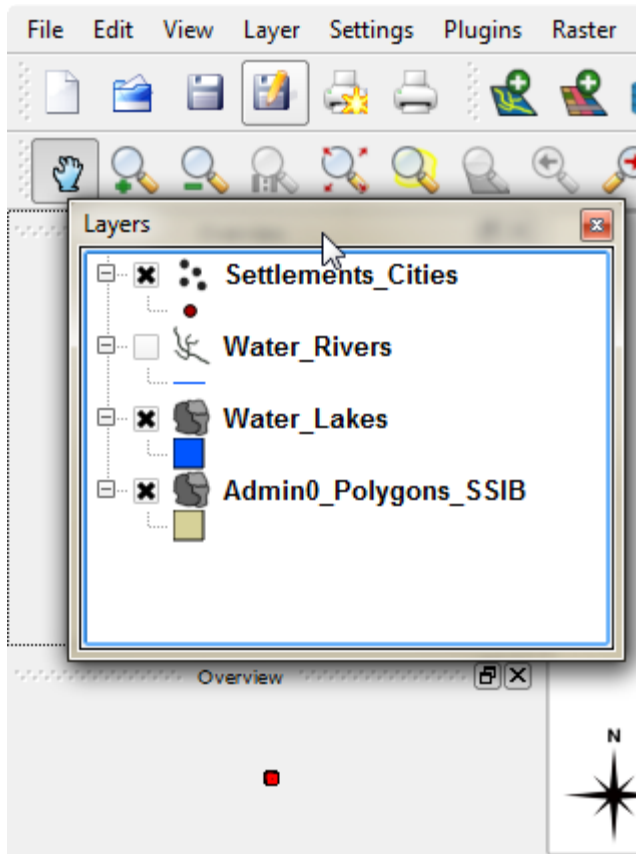 File Edit View Layer Settings Plugins Raster
Layers
Settlements_Cities
Water_Rivers
Water_Lakes
Admin0_Polygons_SSIB
Overview
N